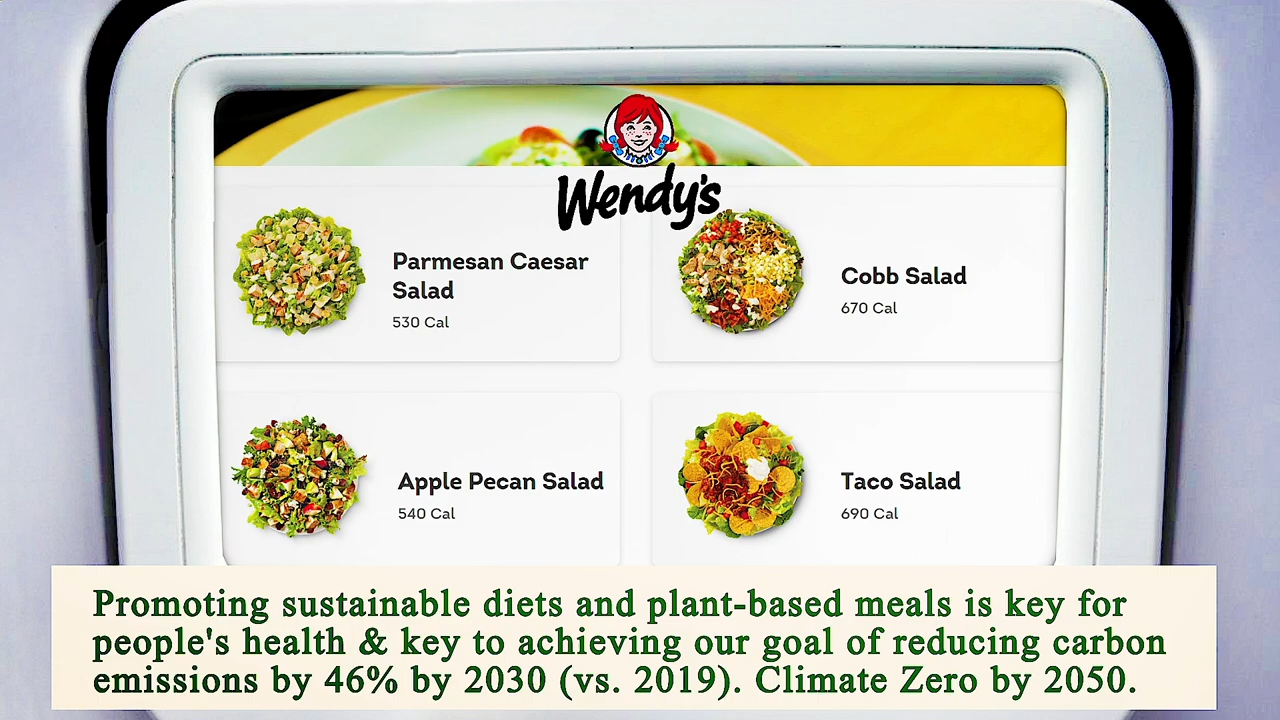 Wendy's
Parmesan Caesar
Salad
530 Cal
Cobb Salad
670 Cal
Apple Pecan Salad
540 Cal
Taco Salad
690 Cal
Promoting sustainable diets and plant-based meals is key for
people's health & key to achieving our goal of reducing carbon
emissions by 46% by 2030 (vs. 2019). Climate Zero by 2050.